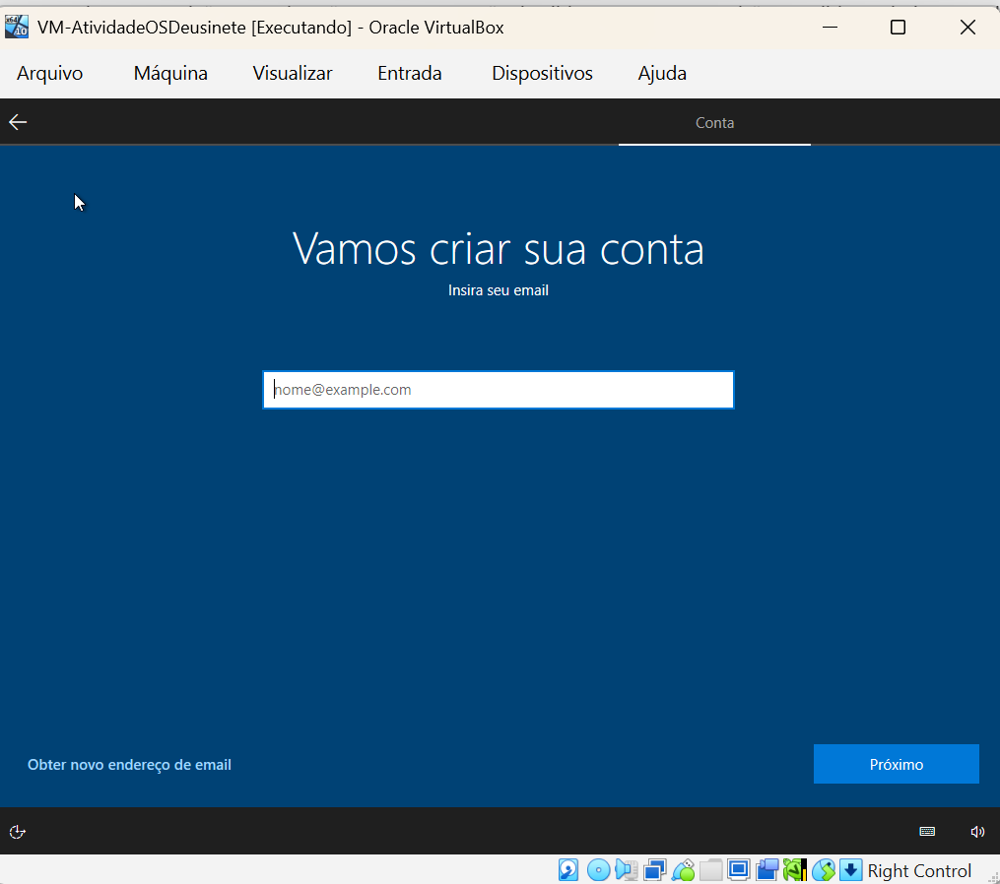 VM-AtividadeOSDeusinete [Executando] - Oracle VirtualBox
Arquivo Máquina Visualizar Entrada Dispositivos Ajuda
Conta
Vamos criar sua conta
Insira seu email
nome@example.com
Obter novo endereço de email
Próximo
Right Control